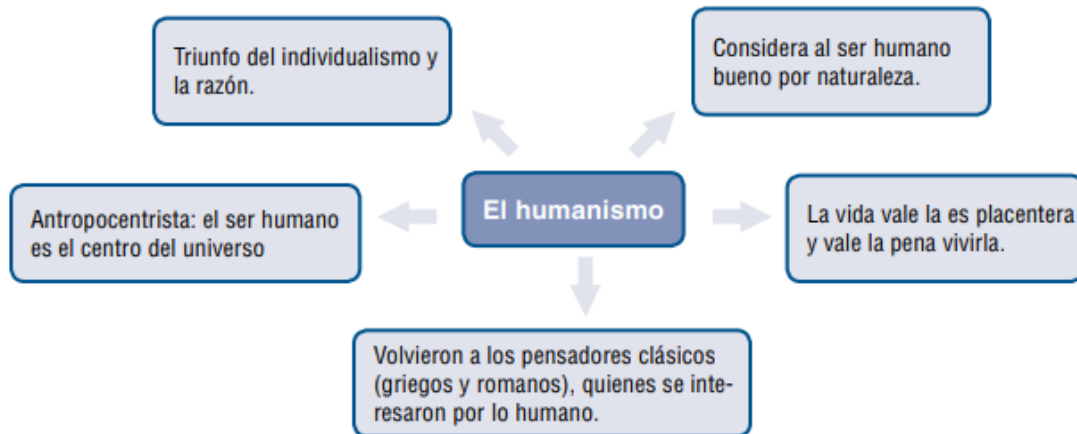 Triunfo del individualismo y
la razón.
Considera al ser humano
bueno por naturaleza.
El humanismo
Antropocentrista: el ser humano
es el centro del universo
La vida vale la es placentera
y vale la pena vivirla.
Volvieron a los pensadores clásicos
(griegos y romanos), quienes se inte-
resaron por lo humano.